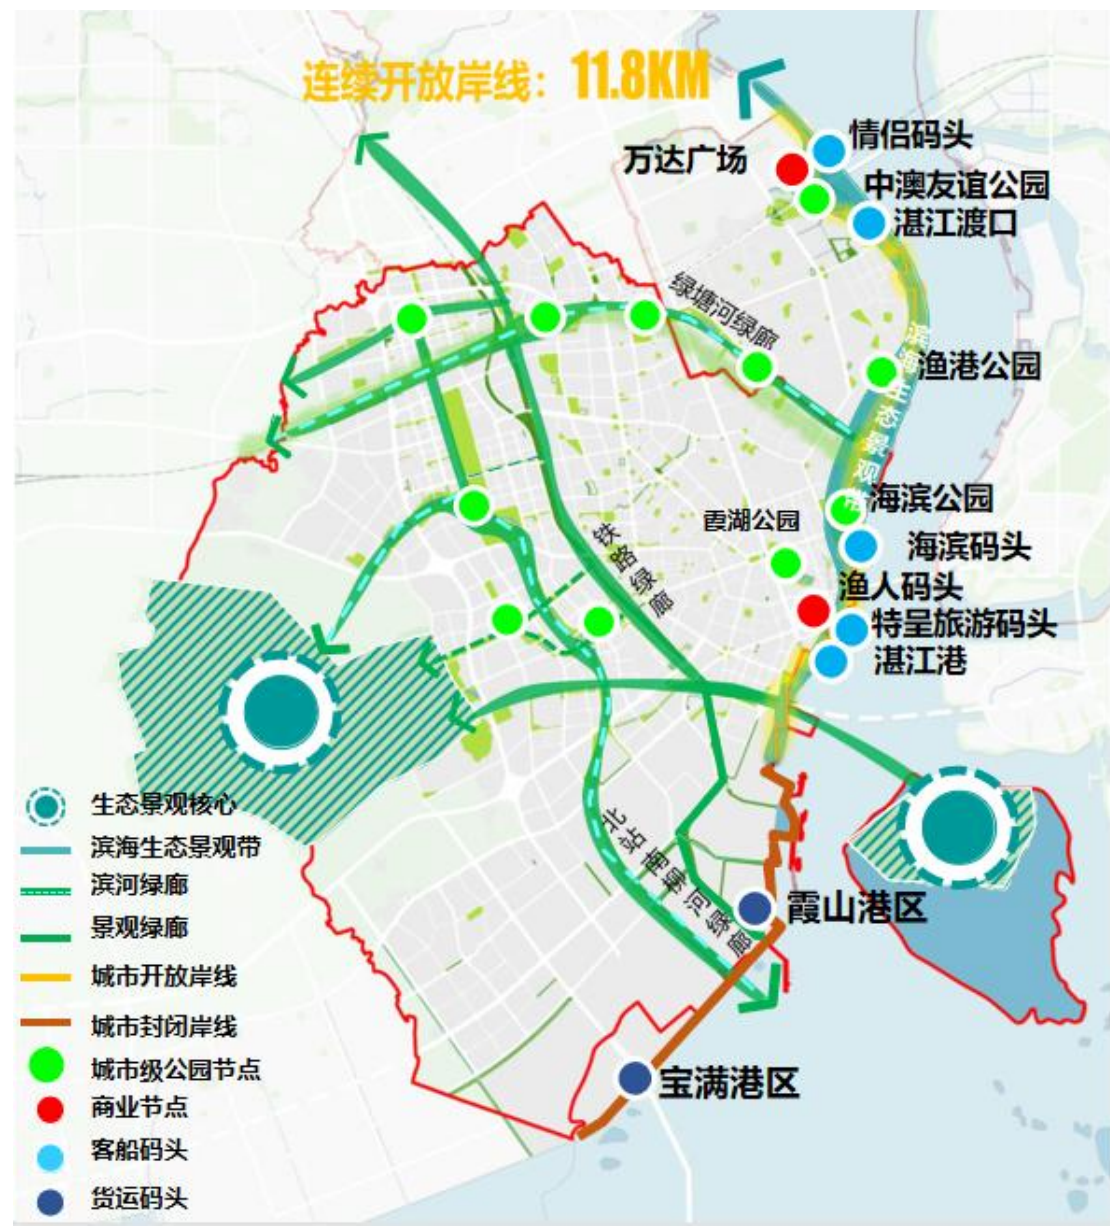 连续开放岸线：11.8KM
情侣码头
万达广场
中澳友谊公园
湛江渡口
绿塘河绿廊
滨海生态景观带
渔港公园
海滨公园
霞湖公园
海滨码头
铁路绿廊
渔人码头
特呈旅游码头
湛江港
北站南柳河绿廊
霞山港区
宝满港区
生态景观核心
滨海生态景观带
滨河绿廊
景观绿廊
城市开放岸线
城市封闭岸线
城市级公园节点
商业节点
客船码头
货运码头